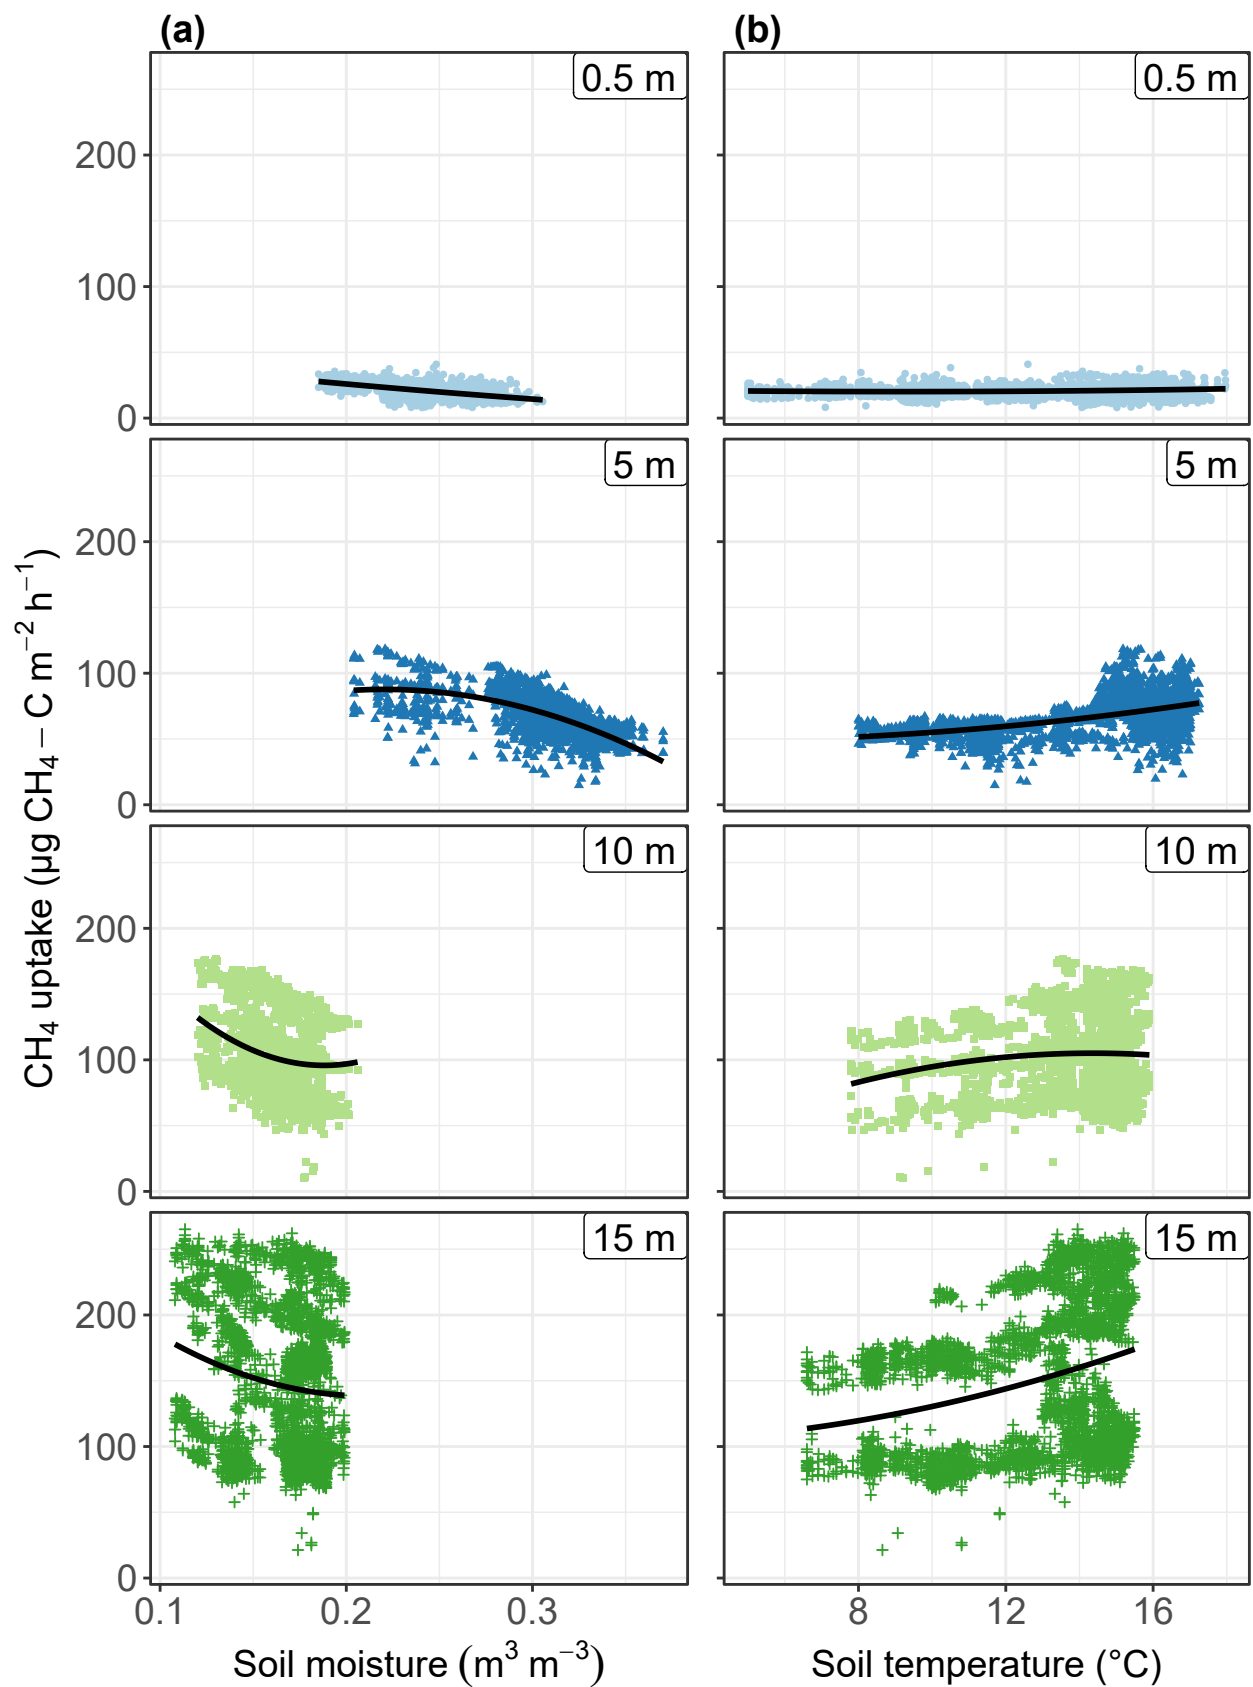 (a) (b)
0.5 m 0.5 m
200
100
0
5 m 5 m
200
100
0
10 m 10 m
200
100
0
15 m 15 m
200
100
0
CH₄ uptake (µg CH₄ – C m⁻² h⁻¹)
0.1 0.2 0.3 8 12 16
Soil moisture (m³ m⁻³) Soil temperature (°C)